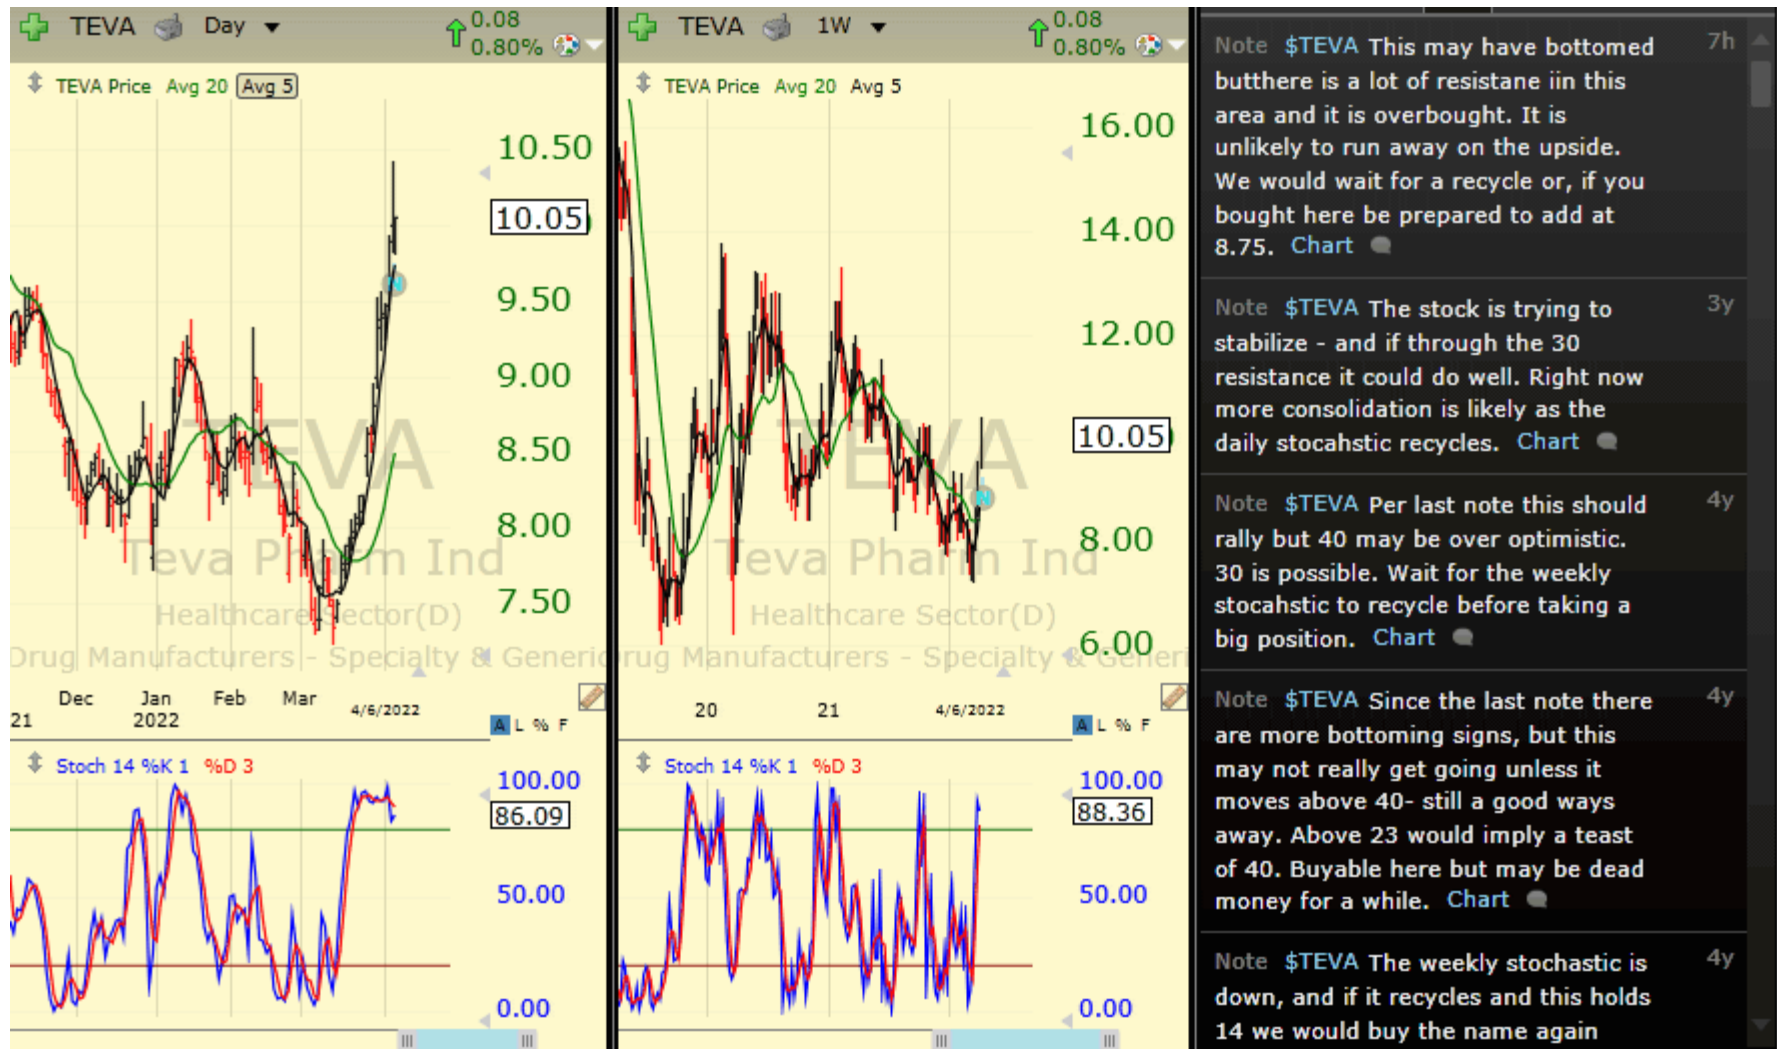 TEVA Day 0.08
0.80%
TEVA Price Avg 20 Avg 5
10.50
10.05
9.50
9.00
8.50
8.00
7.50
TEVA
Teva Pharm Ind
Healthcare Sector(D)
Drug Manufacturers - Specialty & Generic
Dec Jan Feb Mar 4/6/2022
21 2022
A L % F
Stoch 14 %K 1 %D 3
100.00
86.09
50.00
0.00
TEVA 1W 0.08
0.80%
TEVA Price Avg 20 Avg 5
16.00
14.00
12.00
10.05
8.00
6.00
TEVA
Teva Pharm Ind
Healthcare Sector(D)
Drug Manufacturers - Specialty & Generi
20 21 4/6/2022
A L % F
Stoch 14 %K 1 %D 3
100.00
88.36
50.00
0.00
Note $TEVA This may have bottomed 7h
butthere is a lot of resistane iin this
area and it is overbought. It is
unlikely to run away on the upside.
We would wait for a recycle or, if you
bought here be prepared to add at
8.75. Chart
Note $TEVA The stock is trying to 3y
stabilize - and if through the 30
resistance it could do well. Right now
more consolidation is likely as the
daily stocahstic recycles. Chart
Note $TEVA Per last note this should 4y
rally but 40 may be over optimistic.
30 is possible. Wait for the weekly
stocahstic to recycle before taking a
big position. Chart
Note $TEVA Since the last note there 4y
are more bottoming signs, but this
may not really get going unless it
moves above 40- still a good ways
away. Above 23 would imply a teast
of 40. Buyable here but may be dead
money for a while. Chart
Note $TEVA The weekly stochastic is 4y
down, and if it recycles and this holds
14 we would buy the name again